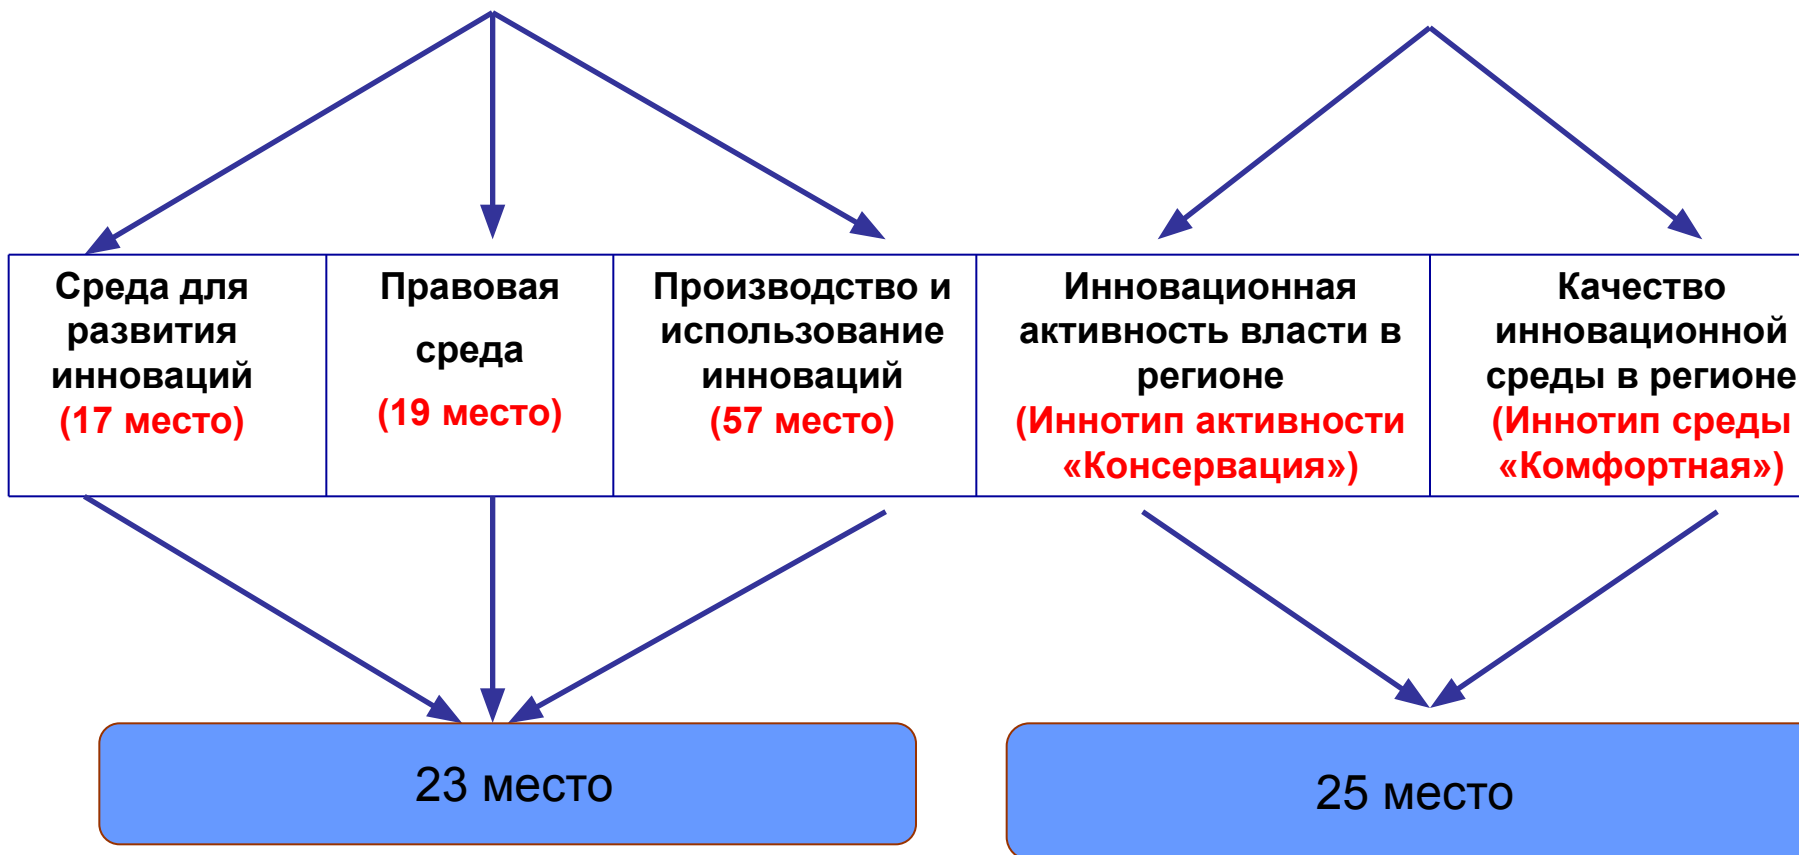 Среда для
развития
инноваций
(17 место)
Правовая
среда
(19 место)
Производство и
использование
инноваций
(57 место)
Инновационная
активность власти в
регионе
(Иннотип активности
«Консервация»)
Качество
инновационной
среды в регионе
(Иннотип среды
«Комфортная»)
23 место
25 место